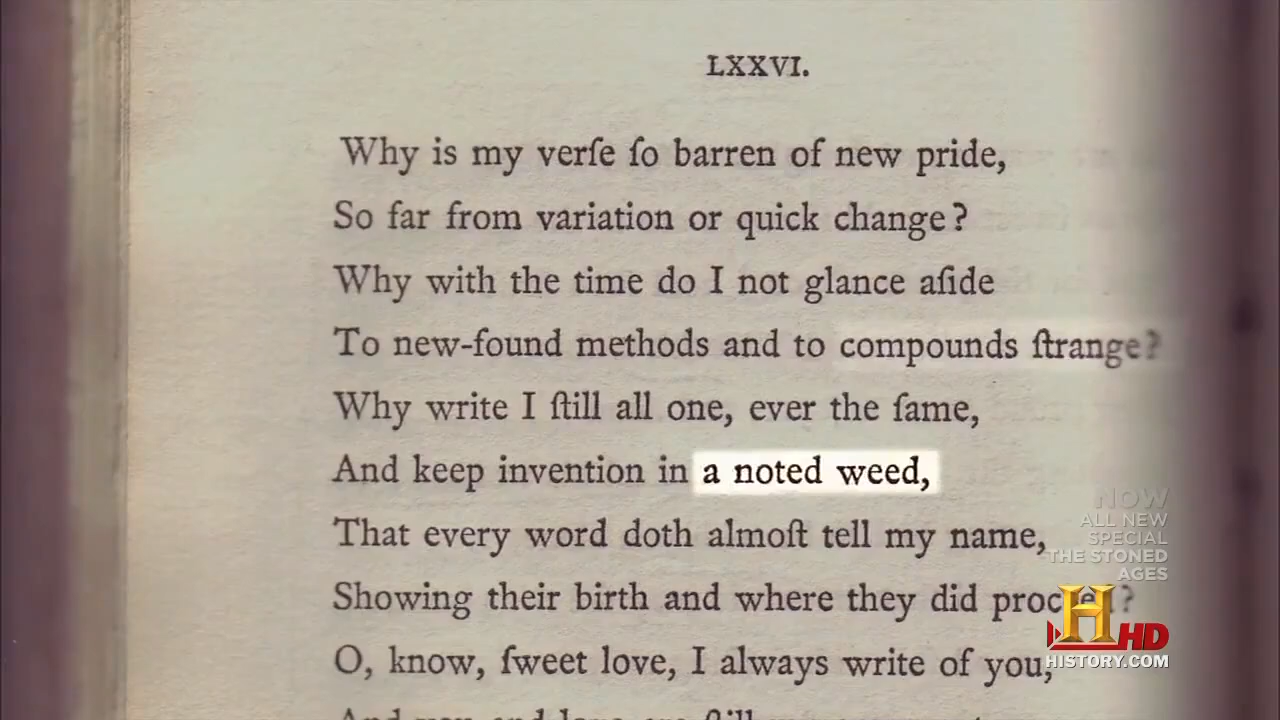 LXXVI.
Why is my verſe ſo barren of new pride,
So far from variation or quick change?
Why with the time do I not glance aſide
To new-found methods and to compounds ſtrange?
Why write I ſtill all one, ever the ſame,
And keep invention in a noted weed,
That every word doth almoſt tell my name,
Showing their birth and where they did proceed?
O, know, ſweet love, I always write of you,
NOW
ALL NEW
SPECIAL
THE STONED
AGES
H HD
HISTORY.COM